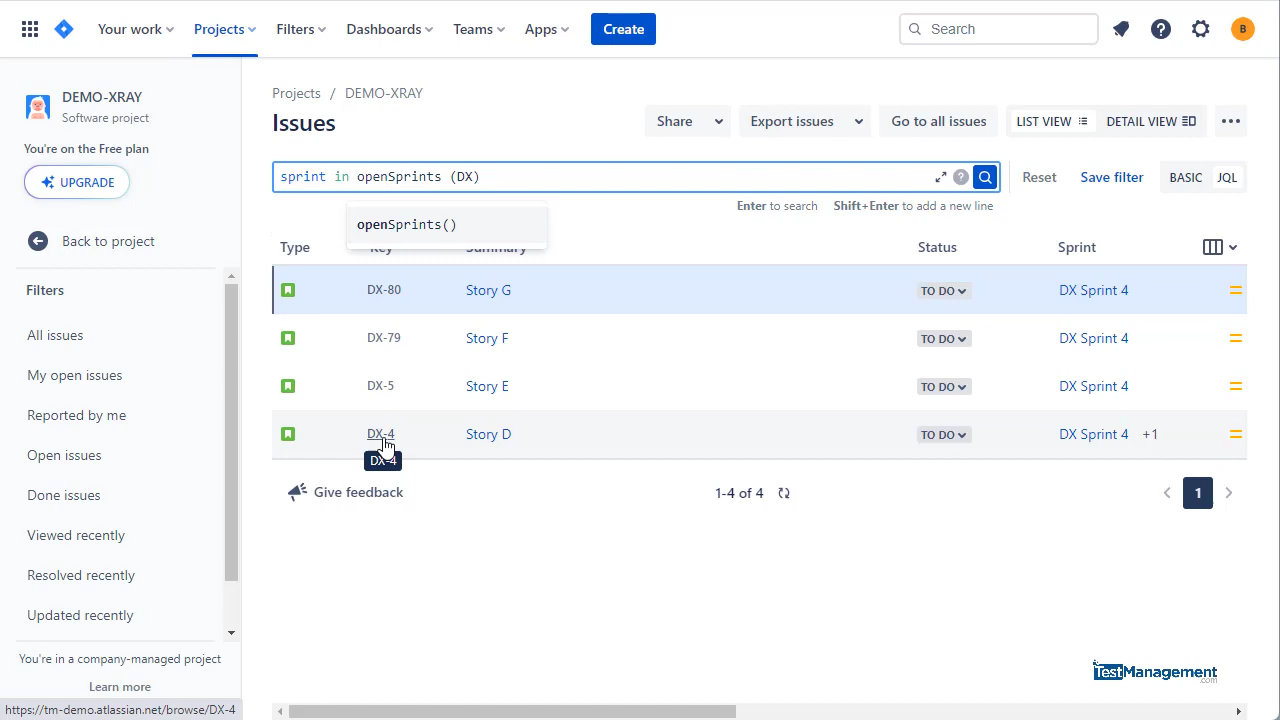 Your work Projects Filters Dashboards Teams Apps Create Search B
DEMO-XRAY
Software project
You're on the Free plan
UPGRADE
Back to project
Filters
All issues
My open issues
Reported by me
Open issues
Done issues
Viewed recently
Resolved recently
Updated recently
You're in a company-managed project
Learn more
https://tm-demo.atlassian.net/browse/DX-4
Projects / DEMO-XRAY
Issues
Share Export issues Go to all issues LIST VIEW DETAIL VIEW
sprint in openSprints (DX) ? Reset Save filter BASIC JQL
Enter to search Shift+Enter to add a new line
openSprints()
Type Key Summary Status Sprint
DX-80 Story G TO DO DX Sprint 4
DX-79 Story F TO DO DX Sprint 4
DX-5 Story E TO DO DX Sprint 4
DX-4 Story D TO DO DX Sprint 4 +1
DX-4
Give feedback 1-4 of 4 1
TestManagement
.com